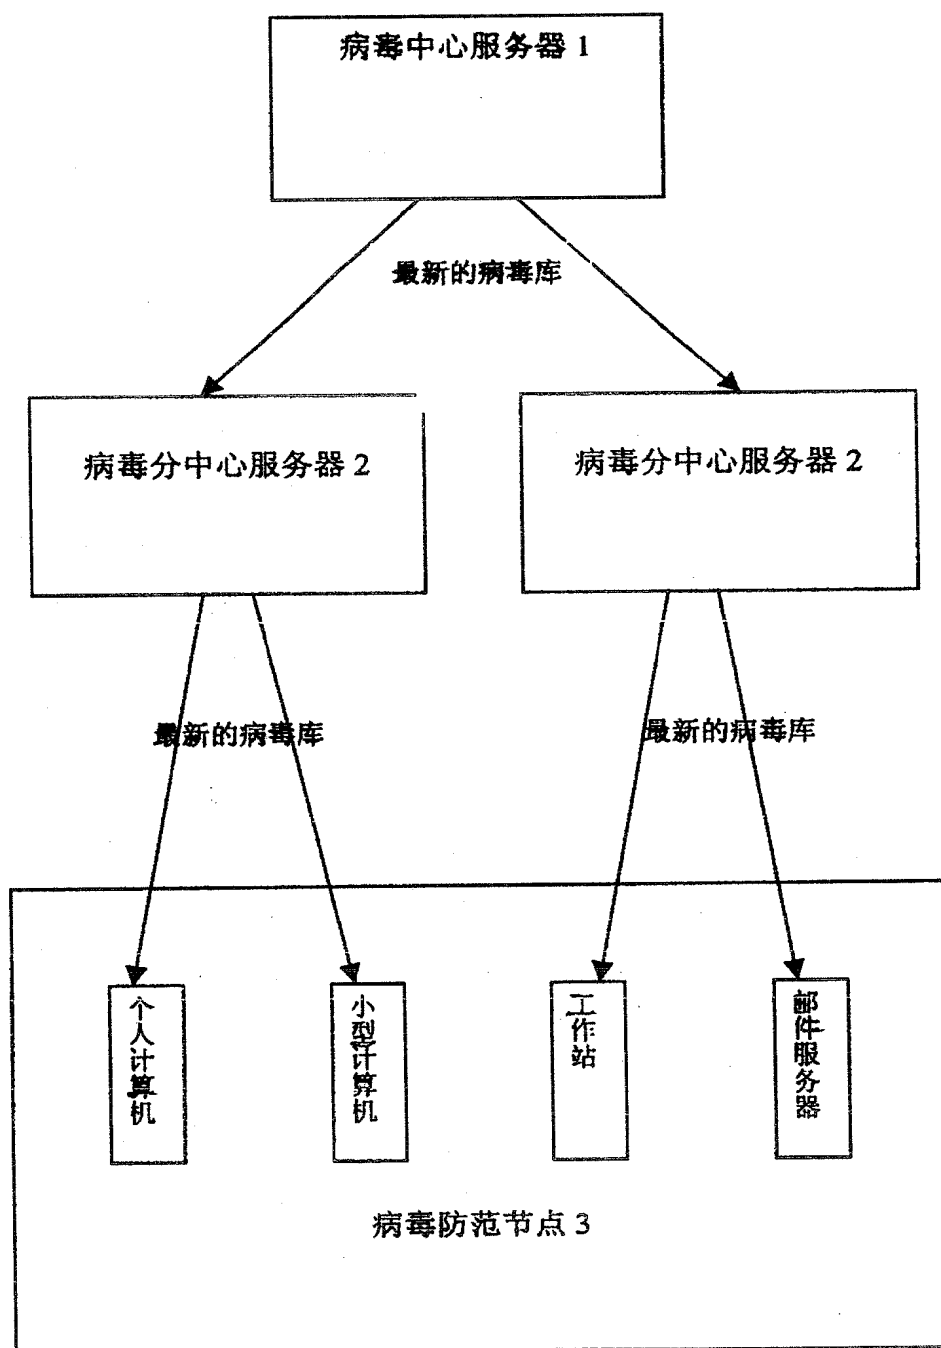 病毒中心服务器 1
最新的病毒库
病毒分中心服务器 2
病毒分中心服务器 2
最新的病毒库
最新的病毒库
个人计算机
小型计算机
工作站
邮件服务器
病毒防范节点 3